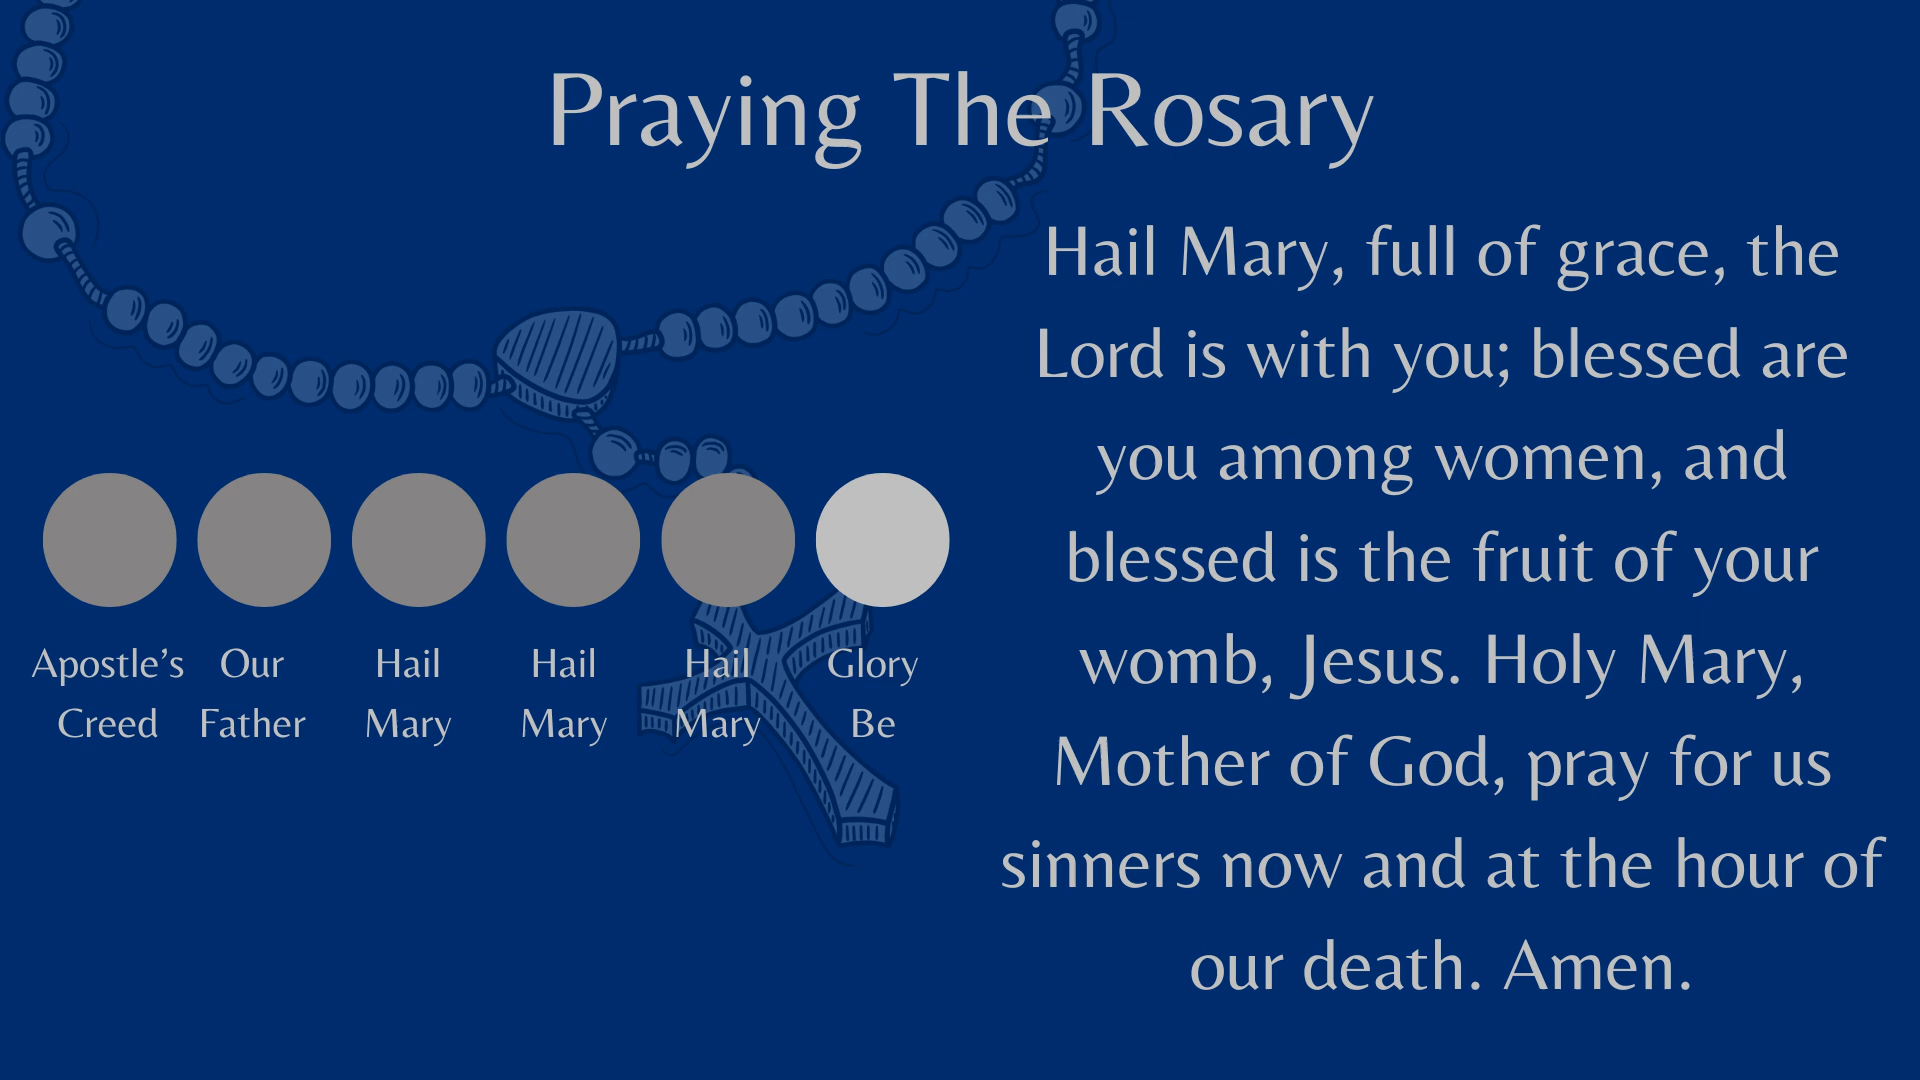 Praying The Rosary
Hail Mary, full of grace, the
Lord is with you; blessed are
you among women, and
blessed is the fruit of your
womb, Jesus. Holy Mary,
Mother of God, pray for us
sinners now and at the hour of
our death. Amen.
Apostle’s
Creed
Our
Father
Hail
Mary
Hail
Mary
Hail
Mary
Glory
Be